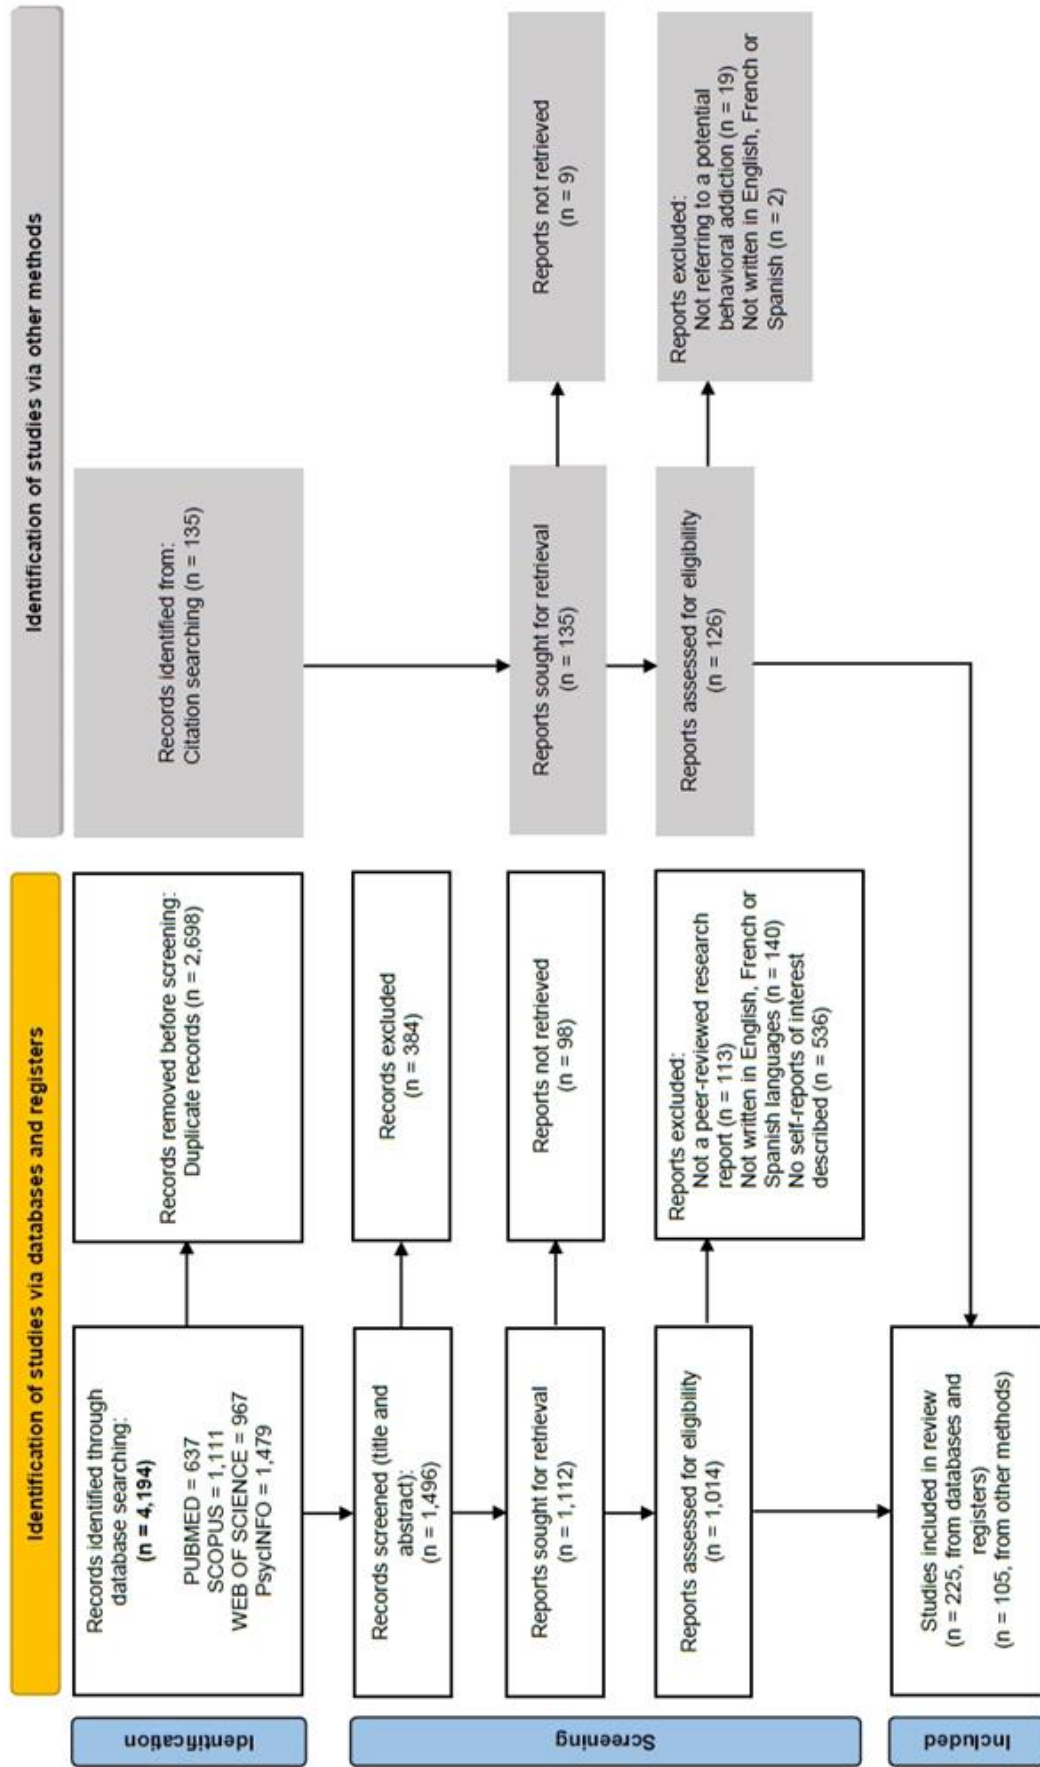 Identification of studies via databases and registers
Identification of studies via other methods
Identification
Records identified through
database searching:
(n = 4,194)
PUBMED = 637
SCOPUS = 1,111
WEB OF SCIENCE = 967
PsycINFO = 1,479
Records removed before screening:
Duplicate records (n = 2,698)
Records identified from:
Citation searching (n = 135)
Screening
Records screened (title and
abstract):
(n = 1,496)
Records excluded
(n = 384)
Reports sought for retrieval
(n = 1,112)
Reports not retrieved
(n = 98)
Reports sought for retrieval
(n = 135)
Reports not retrieved
(n = 9)
Reports assessed for eligibility
(n = 1,014)
Reports excluded:
Not a peer-reviewed research
report (n = 113)
Not written in English, French or
Spanish languages (n = 140)
No self-reports of interest
described (n = 536)
Reports assessed for eligibility
(n = 126)
Reports excluded:
Not referring to a potential
behavioral addiction (n = 19)
Not written in English, French or
Spanish (n = 2)
Included
Studies included in review
(n = 225, from databases and
registers)
(n = 105, from other methods)